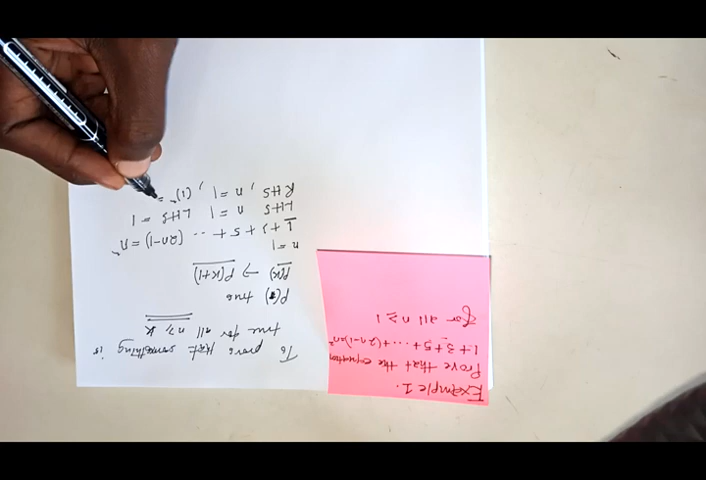 Example 1.
Prove that the equation
1+3+5+...+(2n-1)=n²
for all n ≥ 1
To prove that something is
true for all n ≥ k
P( ) true
P(k) → P(k+1)
n=1
1+3+5+ ... (2n-1) = n²
LHS n=1 LHS = 1
RHS, n=1, (1)² =